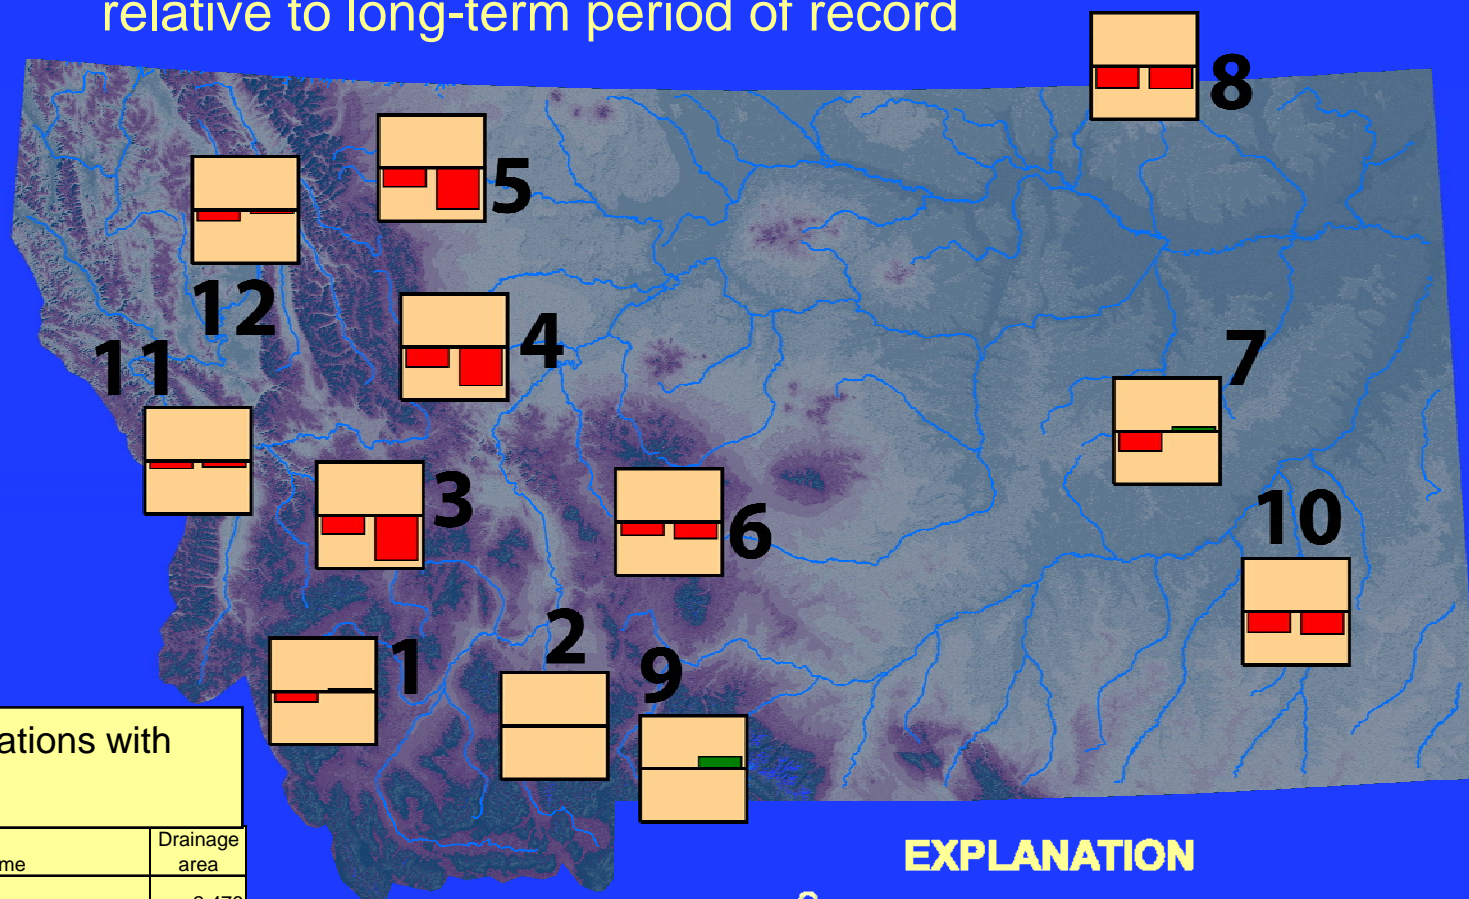 relative to long-term period of record
8
5
12
4
11
7
3
6
10
2
1
9
ations with
Drainage
me
area
EXPLANATION